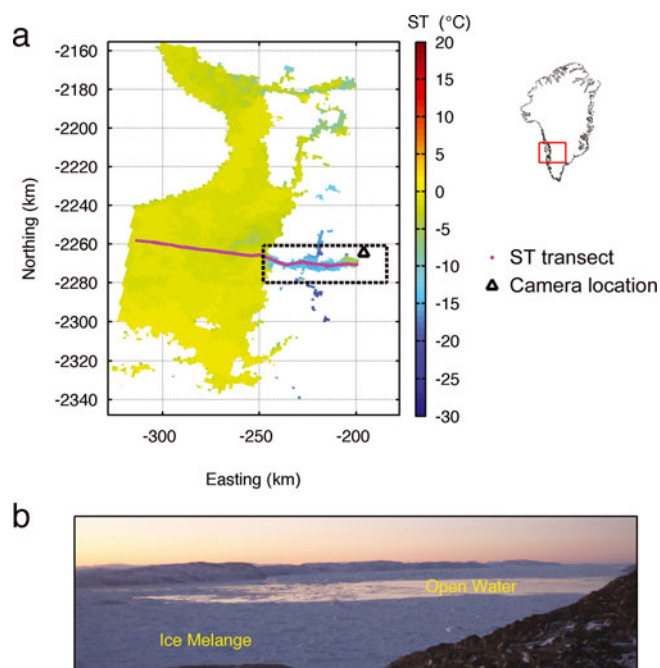 a
ST (°C)
-2160
-2180
-2200
-2220
-2240
-2260
-2280
-2300
-2320
-2340
Northing (km)
-300
-250
-200
Easting (km)
20
15
10
5
0
-5
-10
-15
-20
-25
-30
ST transect
Camera location
b
Open Water
Ice Melange